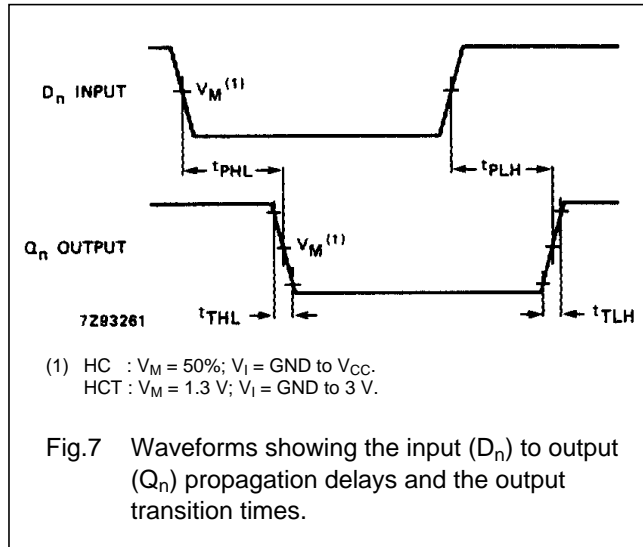 Dn INPUT
VM(1)
tPHL
tPLH
Qn OUTPUT
VM(1)
tTHL
tTLH
7Z93261
(1) HC : VM = 50%; VI = GND to VCC.
HCT : VM = 1.3 V; VI = GND to 3 V.
Fig.7 Waveforms showing the input (Dn) to output
(Qn) propagation delays and the output
transition times.